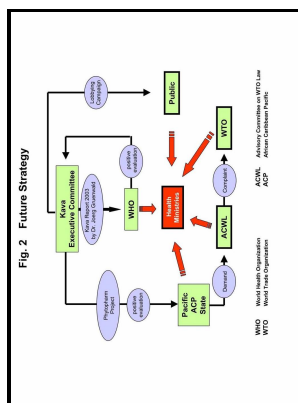 Fig. 2 Future Strategy
Kava
Executive Committee
Lobbying
Campaign
Phytopharm
Project
Kava Report 2003
by Dr. Joerg Gruenwald
positive
evaluation
positive
evaluation
WHO
Public
Health
Ministries
Pacific
ACP
State
WTO
Demand
ACWL
Complaint
WHO World Health Organization
WTO World Trade Organization
ACWL Advisory Committee on WTO Law
ACP African Caribbean Pacific